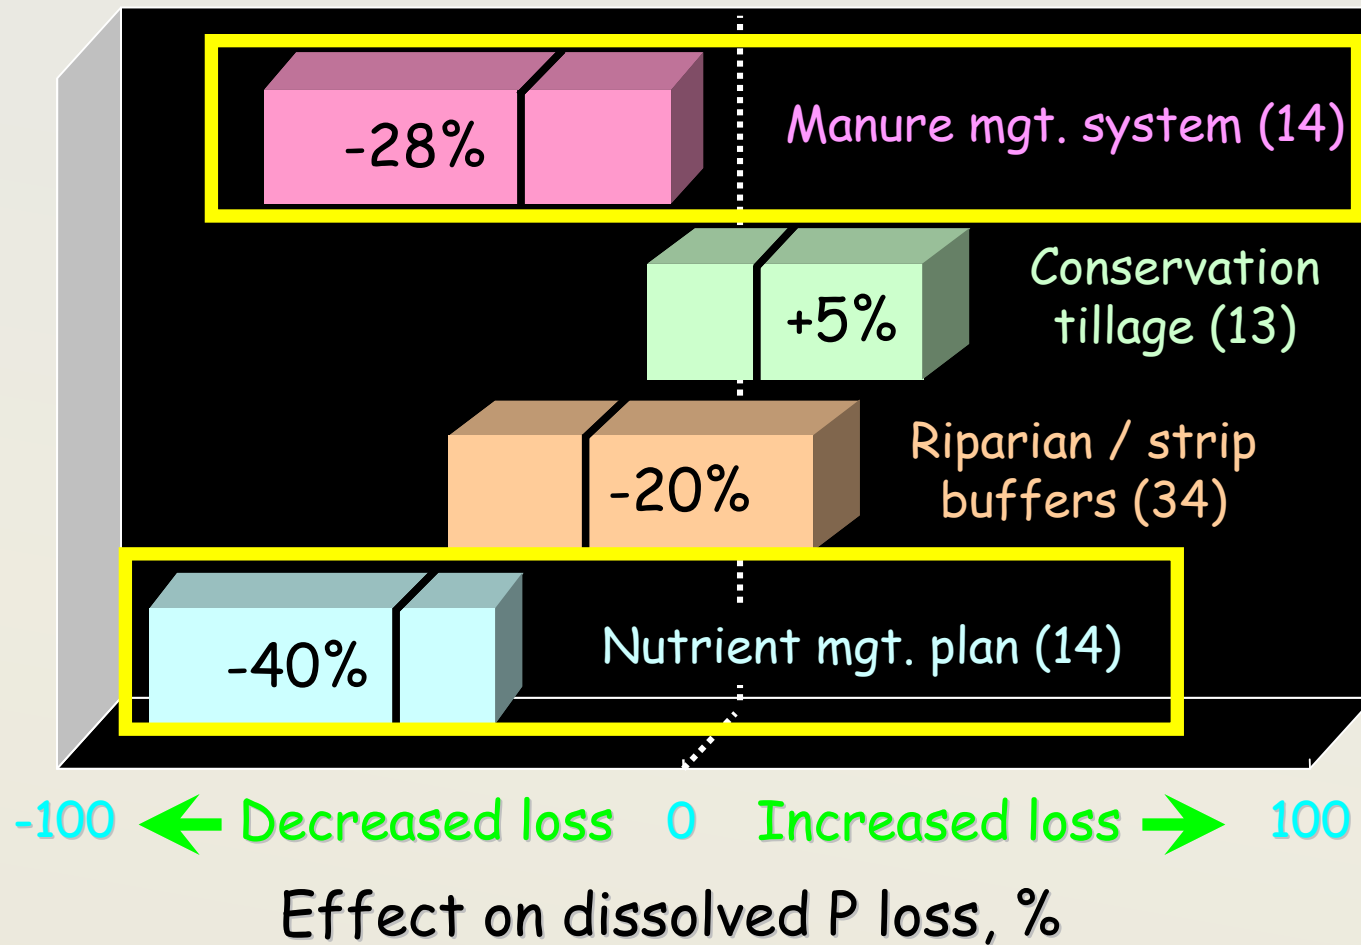 -28%
Manure mgt. system (14)
+5%
Conservation
tillage (13)
-20%
Riparian / strip
buffers (34)
-40%
Nutrient mgt. plan (14)
-100 Decreased loss 0 Increased loss 100
Effect on dissolved P loss, %